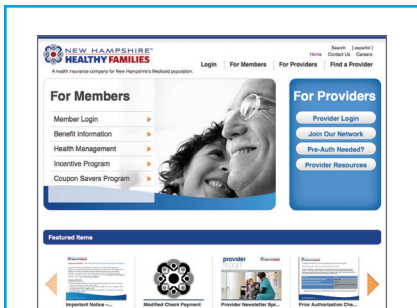 NEW HAMPSHIRE
HEALTHY FAMILIES
A health insurance company for New Hampshire's Medicaid population.
Search [español]
Home Contact Us Careers
Login For Members For Providers Find a Provider
For Members
Member Login
Benefit Information
Health Management
Incentive Program
Coupon Savers Program
For Providers
Provider Login
Join Our Network
Pre-Auth Needed?
Provider Resources
Featured Items
provider
report
Important Notice –...
Modified Check Payment
Provider Newsletter Spr...
Prior Authorization Cha...